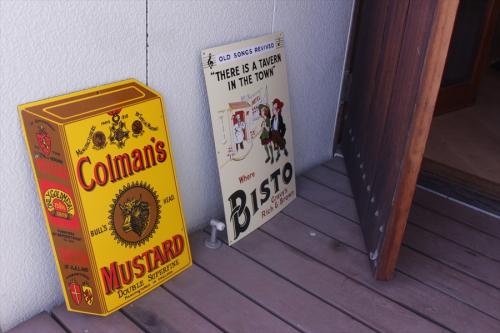 Colman's
BULL'S
HEAD
MUSTARD
DOUBLE SUPERFINE
OLD SONGS REVIVED
"THERE IS A TAVERN
IN THE TOWN"
Where
BISTO
Gravy's
Rich & Brown